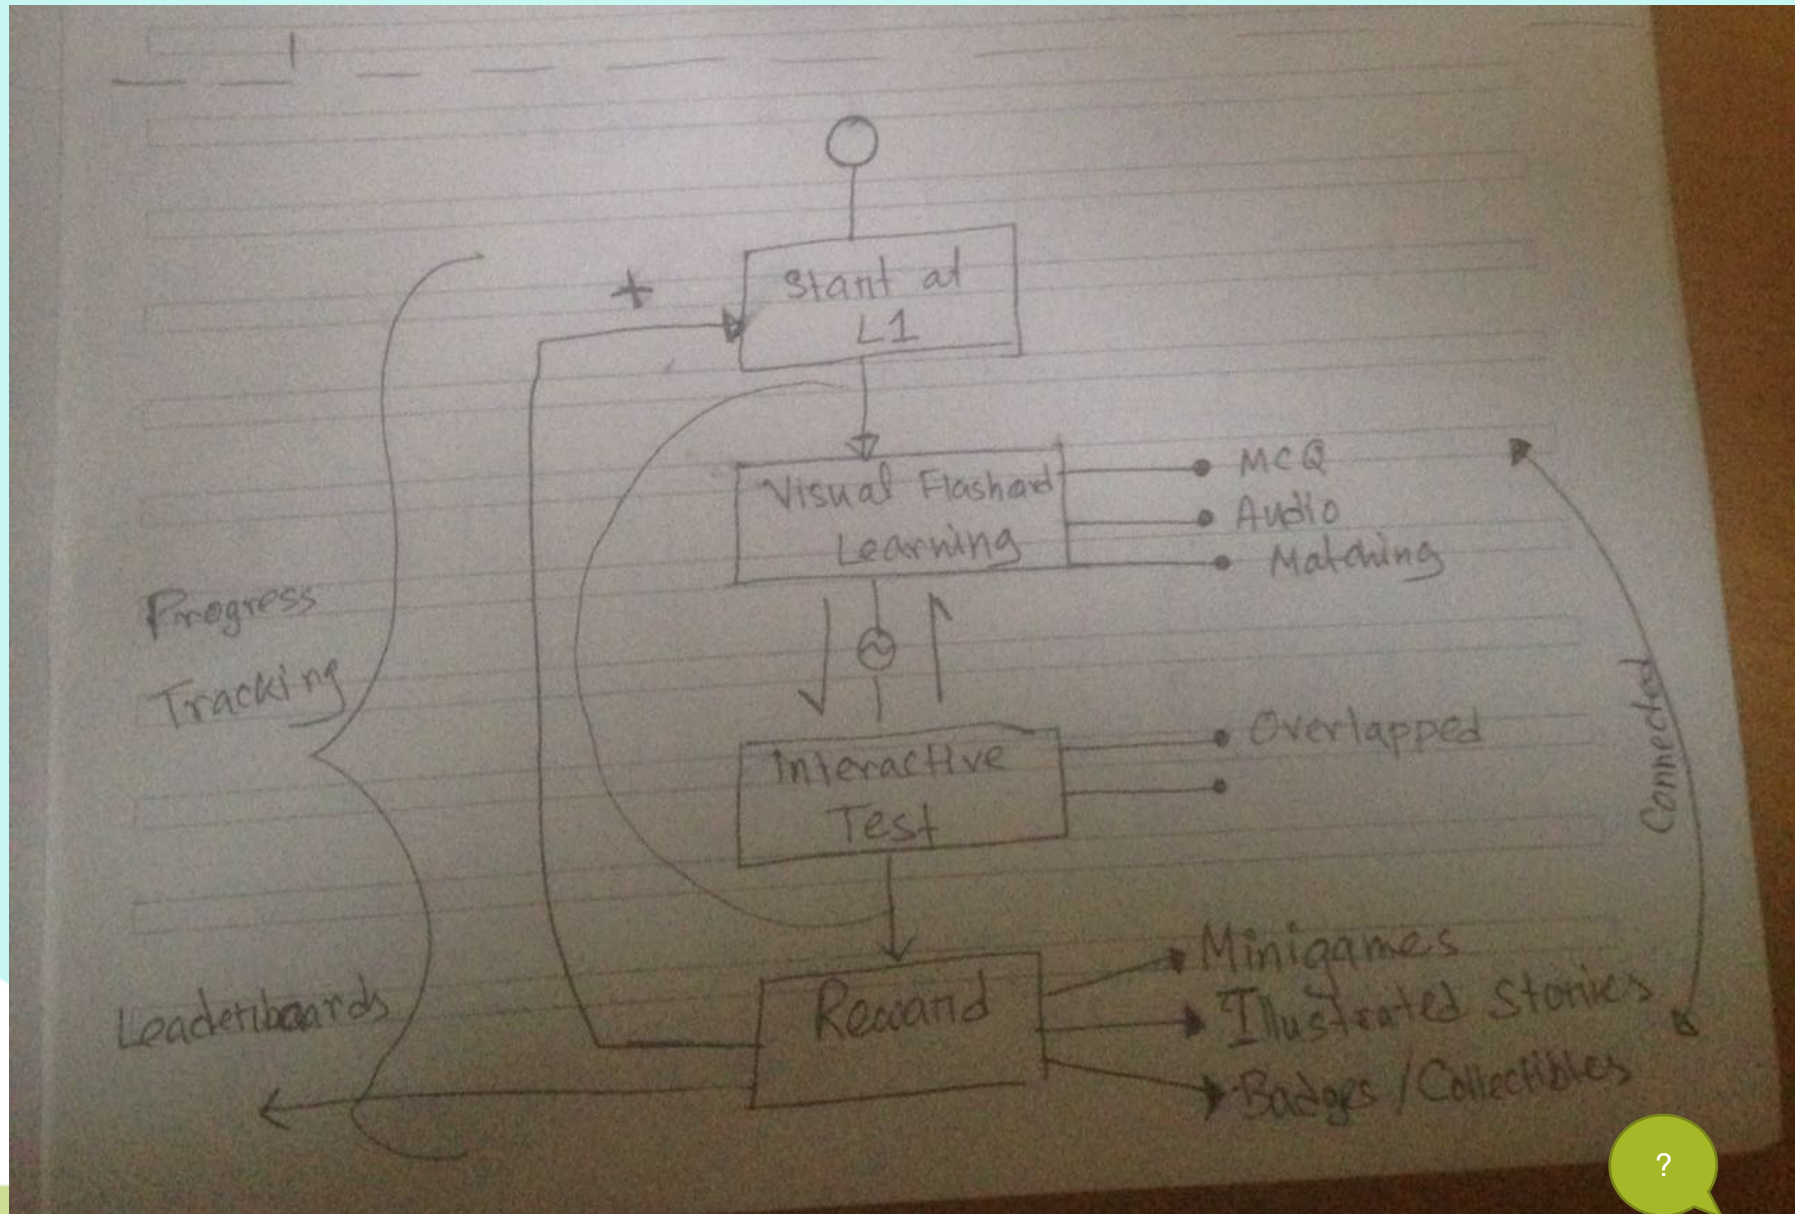 +
Start at
L1
Visual Flashcard
Learning
MCQ
Audio
Matching
Progress
Tracking
Connected
Interactive
Test
Overlapped
Reward
Minigames
Illustrated Stories
Badges / Collectibles
Leaderboards
?